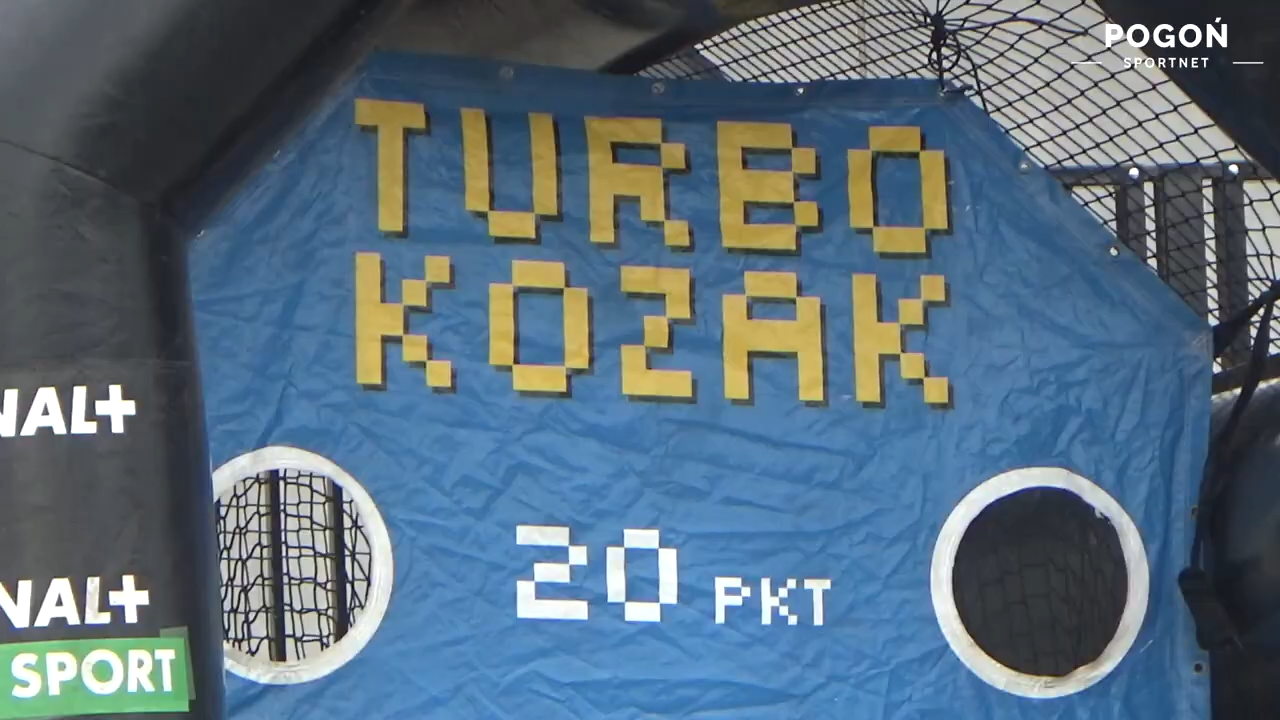 POGOŃ
SPORTNET
TURBO
KOZAK
NAL+
20 PKT
NAL+
SPORT